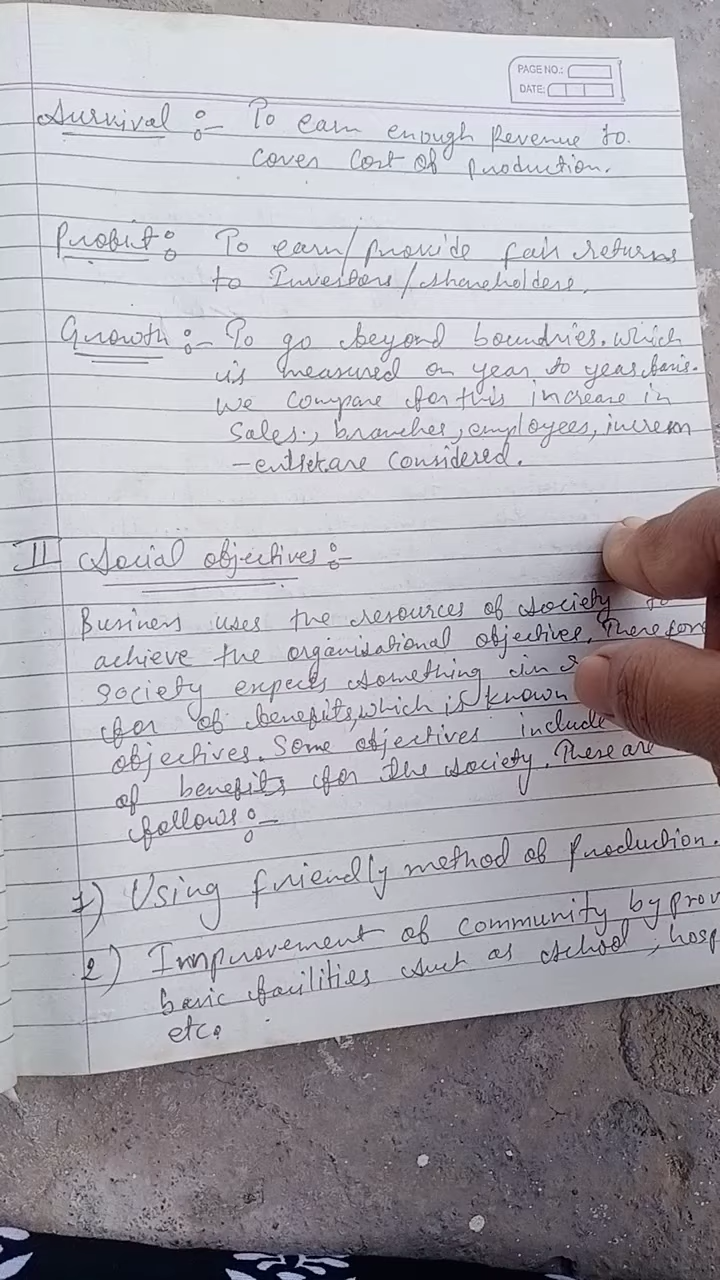 PAGE NO.:
DATE:
Survival :- To earn enough Revenue to.
cover Cost of production.
Profit: To earn/provide fair returns
to Investors/shareholders.
Growth :- To go beyond boundries. which
is measured on year to year basis.
we compare for this increase in
Sales., branches, employees, increm
are considered.
II Social objectives :-
Business uses the resources of society to
achieve the organisational objectives. Therefore
society expects something in
for of benefits, which is known
objectives. Some objectives include
of benefits for the society. These are
follows :-
1) Using friendly method of production.
2) Improvement of community by prov
basic facilities such as school, hosp
etc.